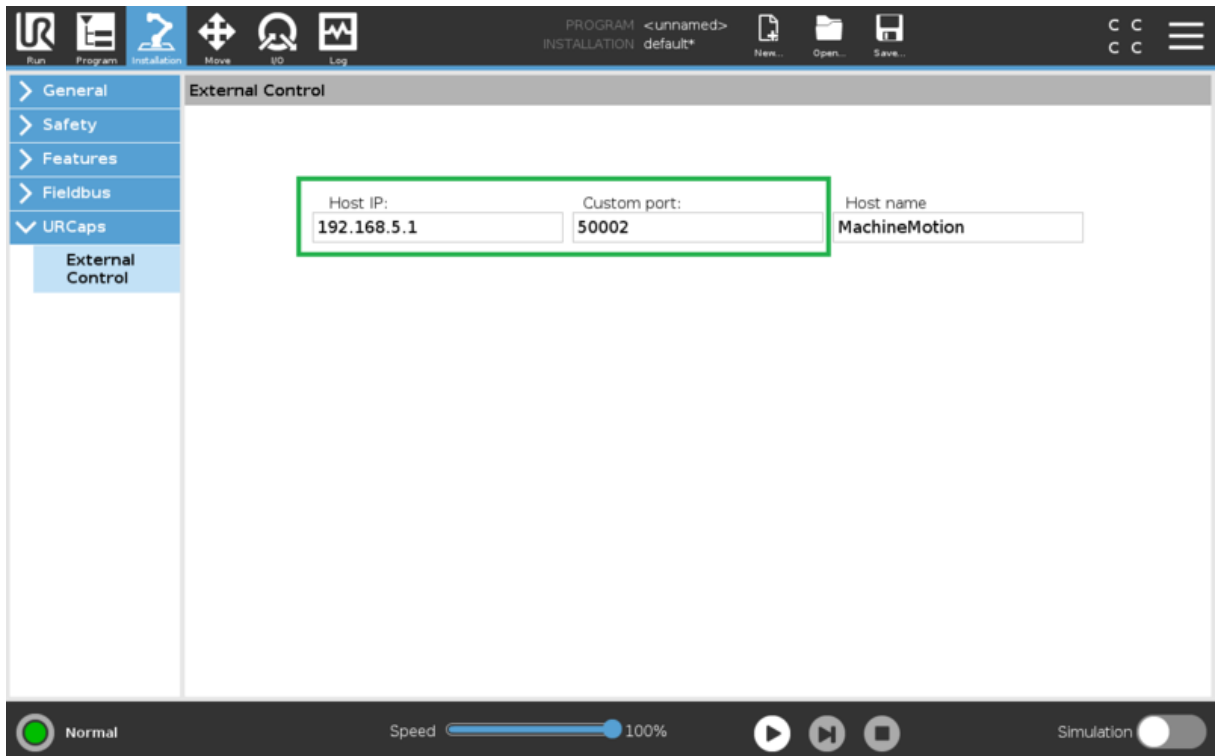 PROGRAM <unnamed>
INSTALLATION default*
UR
Run
Program
Installation
Move
I/O
Log
New...
Open...
Save...
C C
C C
General
Safety
Features
Fieldbus
URCaps
External
Control
External Control
Host IP:
192.168.5.1
Custom port:
50002
Host name
MachineMotion
Normal
Speed
100%
Simulation